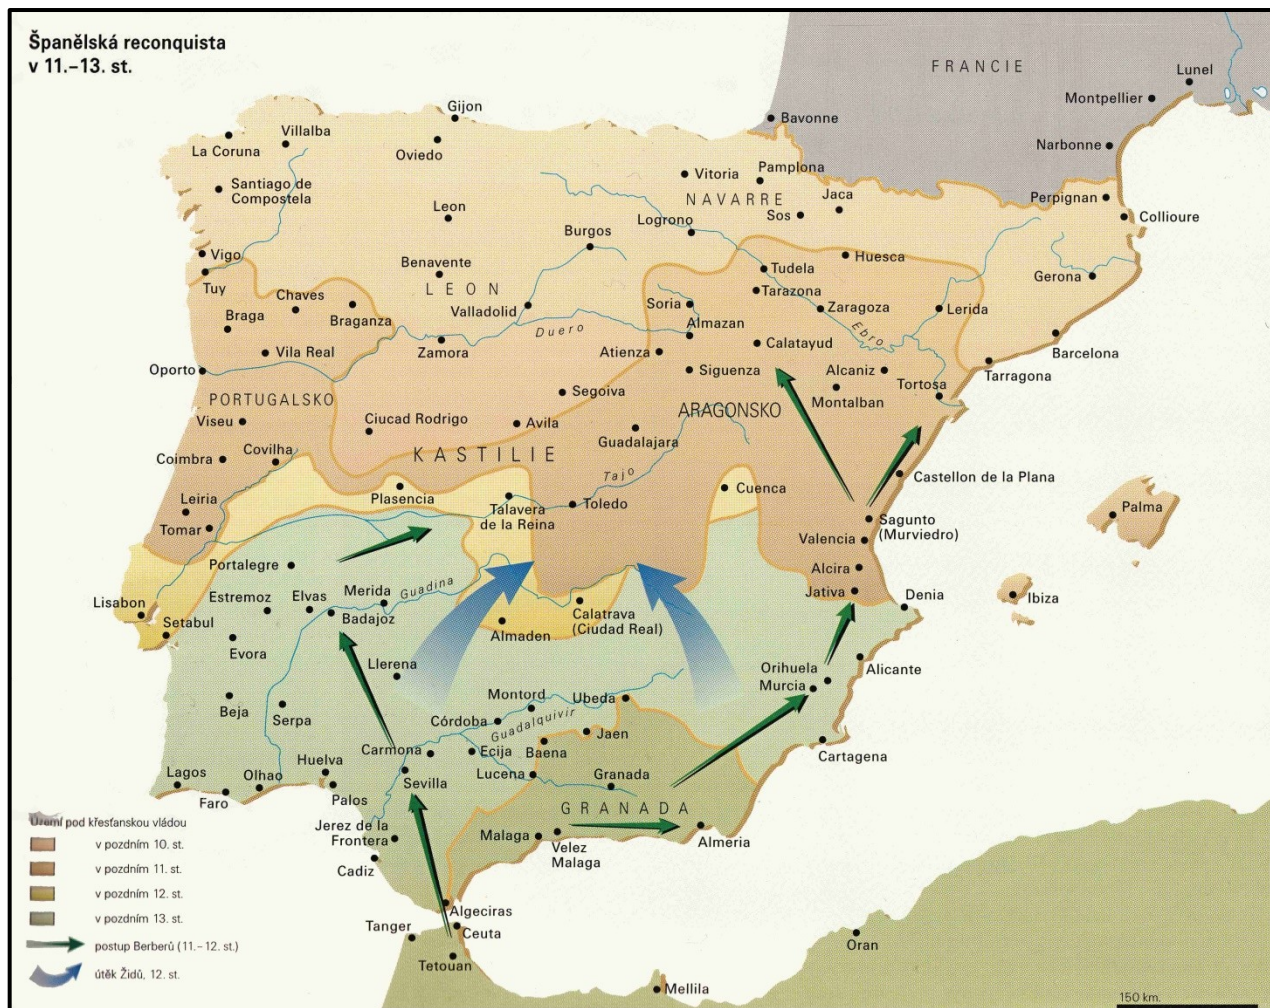 Španělská reconquista
v 11.–13. st.
FRANCIE
Lunel
Montpellier
Gijon
Bavonne
Villalba
La Coruna
Oviedo
Narbonne
Vitoria
Pamplona
Santiago de
Compostela
NAVARRE
Jaca
Perpignan
Leon
Sos
Collioure
Logrono
Burgos
Vigo
Huesca
Benavente
Tudela
Gerona
Tuy
LEON
Tarazona
Chaves
Soria
Zaragoza
Lerida
Braga
Braganza
Valladolid
Almazan
Duero
Ebro
Barcelona
Vila Real
Zamora
Atienza
Calatayud
Oporto
Siguenza
Alcaniz
Tarragona
Tortosa
Segoiva
Montalban
PORTUGALSKO
ARAGONSKO
Viseu
Ciucad Rodrigo
Avila
Guadalajara
Covilha
KASTILIE
Coimbra
Tajo
Castellon de la Plana
Plasencia
Cuenca
Leiria
Talavera
de la Reina
Toledo
Palma
Tomar
Sagunto
(Murviedro)
Valencia
Portalegre
Alcira
Merida
Guadina
Jativa
Lisabon
Estremoz
Elvas
Denia
Ibiza
Badajoz
Calatrava
(Ciudad Real)
Setabul
Almaden
Evora
Llerena
Orihuela
Alicante
Murcia
Montord
Ubeda
Beja
Serpa
Córdoba
Guadalquivir
Jaen
Carmona
Ecija
Baena
Cartagena
Huelva
Lagos
Olhao
Sevilla
Lucena
Granada
Faro
Palos
GRANADA
Území pod křesťanskou vládou
Jerez de la
Frontera
Malaga
Velez
Malaga
Almeria
v pozdním 10. st.
v pozdním 11. st.
Cadiz
v pozdním 12. st.
v pozdním 13. st.
Algeciras
Tanger
Ceuta
postup Berberů (11.–12. st.)
Oran
Tetouan
útěk Židů, 12. st.
Mellila
150 km.